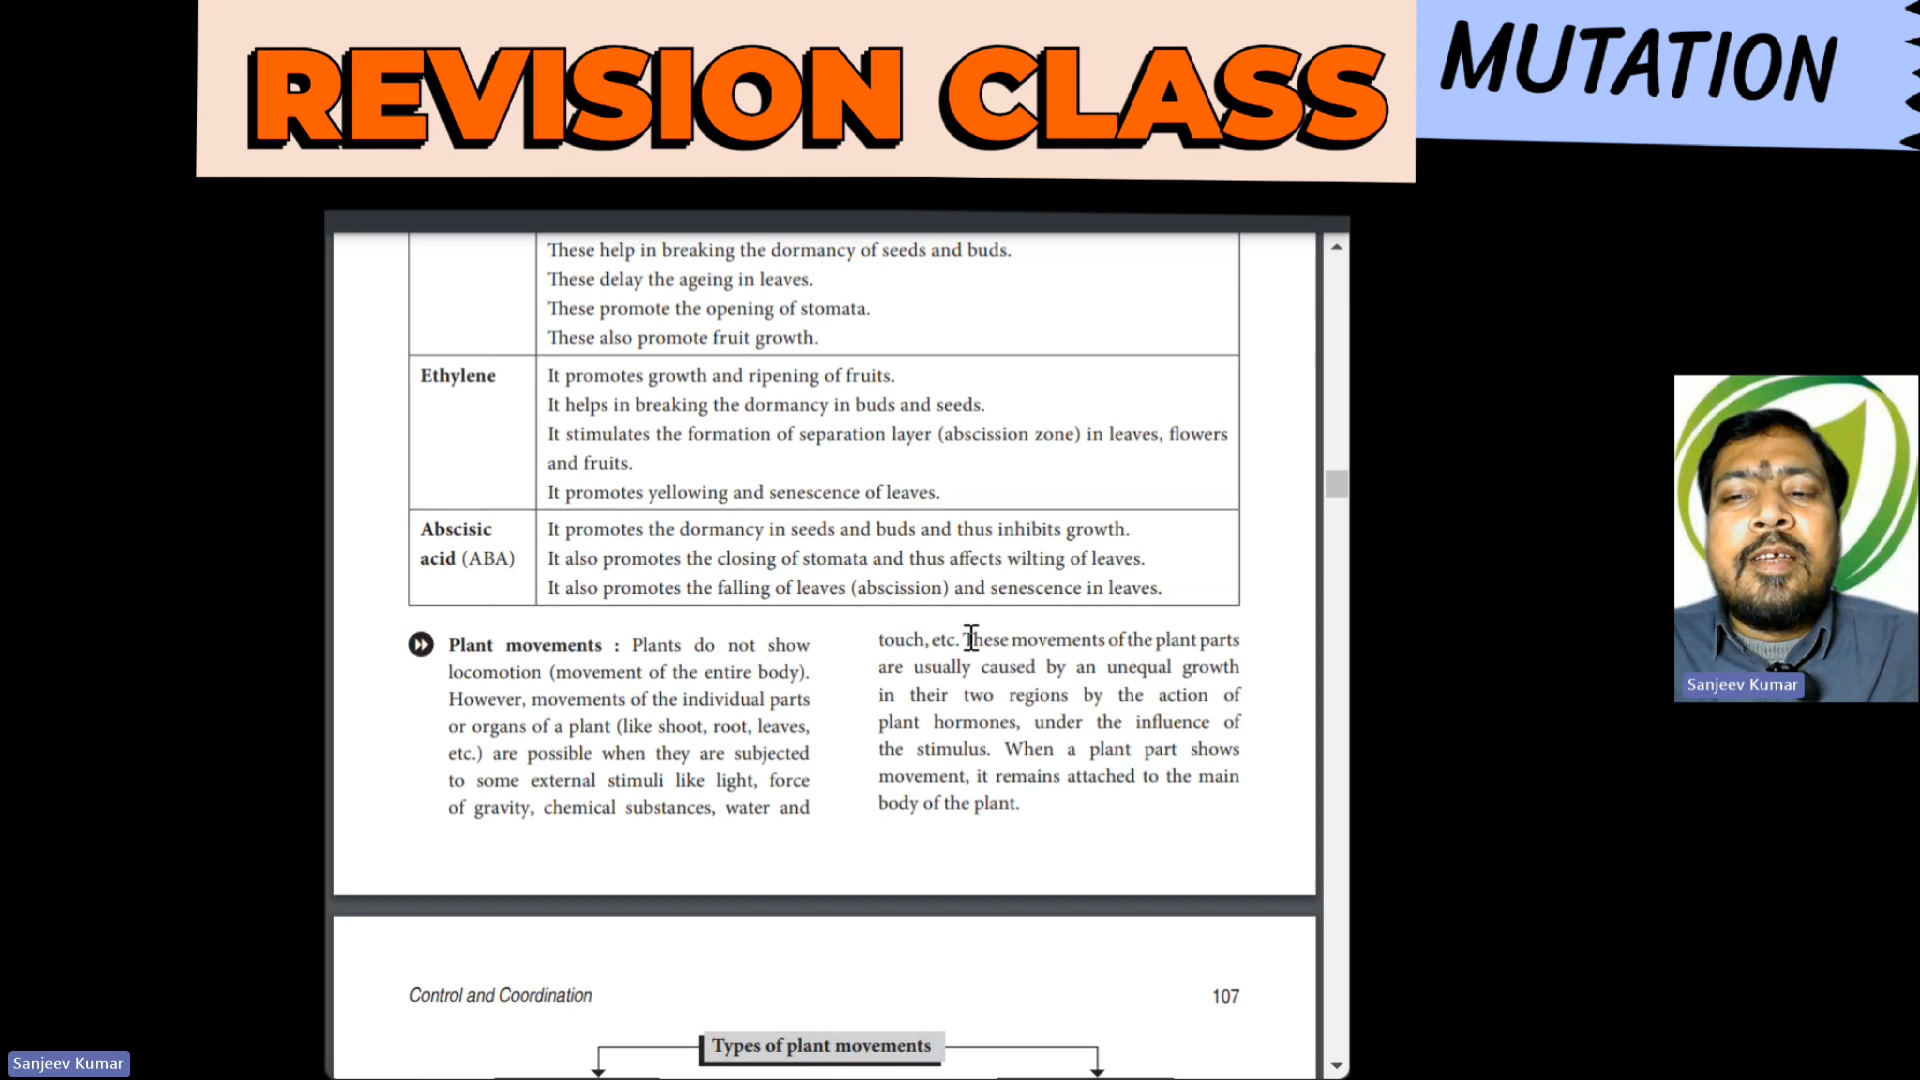 REVISION CLASS
MUTATION
These help in breaking the dormancy of seeds and buds.
These delay the ageing in leaves.
These promote the opening of stomata.
These also promote fruit growth.
Ethylene
It promotes growth and ripening of fruits.
It helps in breaking the dormancy in buds and seeds.
It stimulates the formation of separation layer (abscission zone) in leaves, flowers
and fruits.
It promotes yellowing and senescence of leaves.
Abscisic
acid (ABA)
It promotes the dormancy in seeds and buds and thus inhibits growth.
It also promotes the closing of stomata and thus affects wilting of leaves.
It also promotes the falling of leaves (abscission) and senescence in leaves.
Plant movements : Plants do not show
locomotion (movement of the entire body).
However, movements of the individual parts
or organs of a plant (like shoot, root, leaves,
etc.) are possible when they are subjected
to some external stimuli like light, force
of gravity, chemical substances, water and
touch, etc. These movements of the plant parts
are usually caused by an unequal growth
in their two regions by the action of
plant hormones, under the influence of
the stimulus. When a plant part shows
movement, it remains attached to the main
body of the plant.
Control and Coordination
107
Types of plant movements
Sanjeev Kumar
Sanjeev Kumar